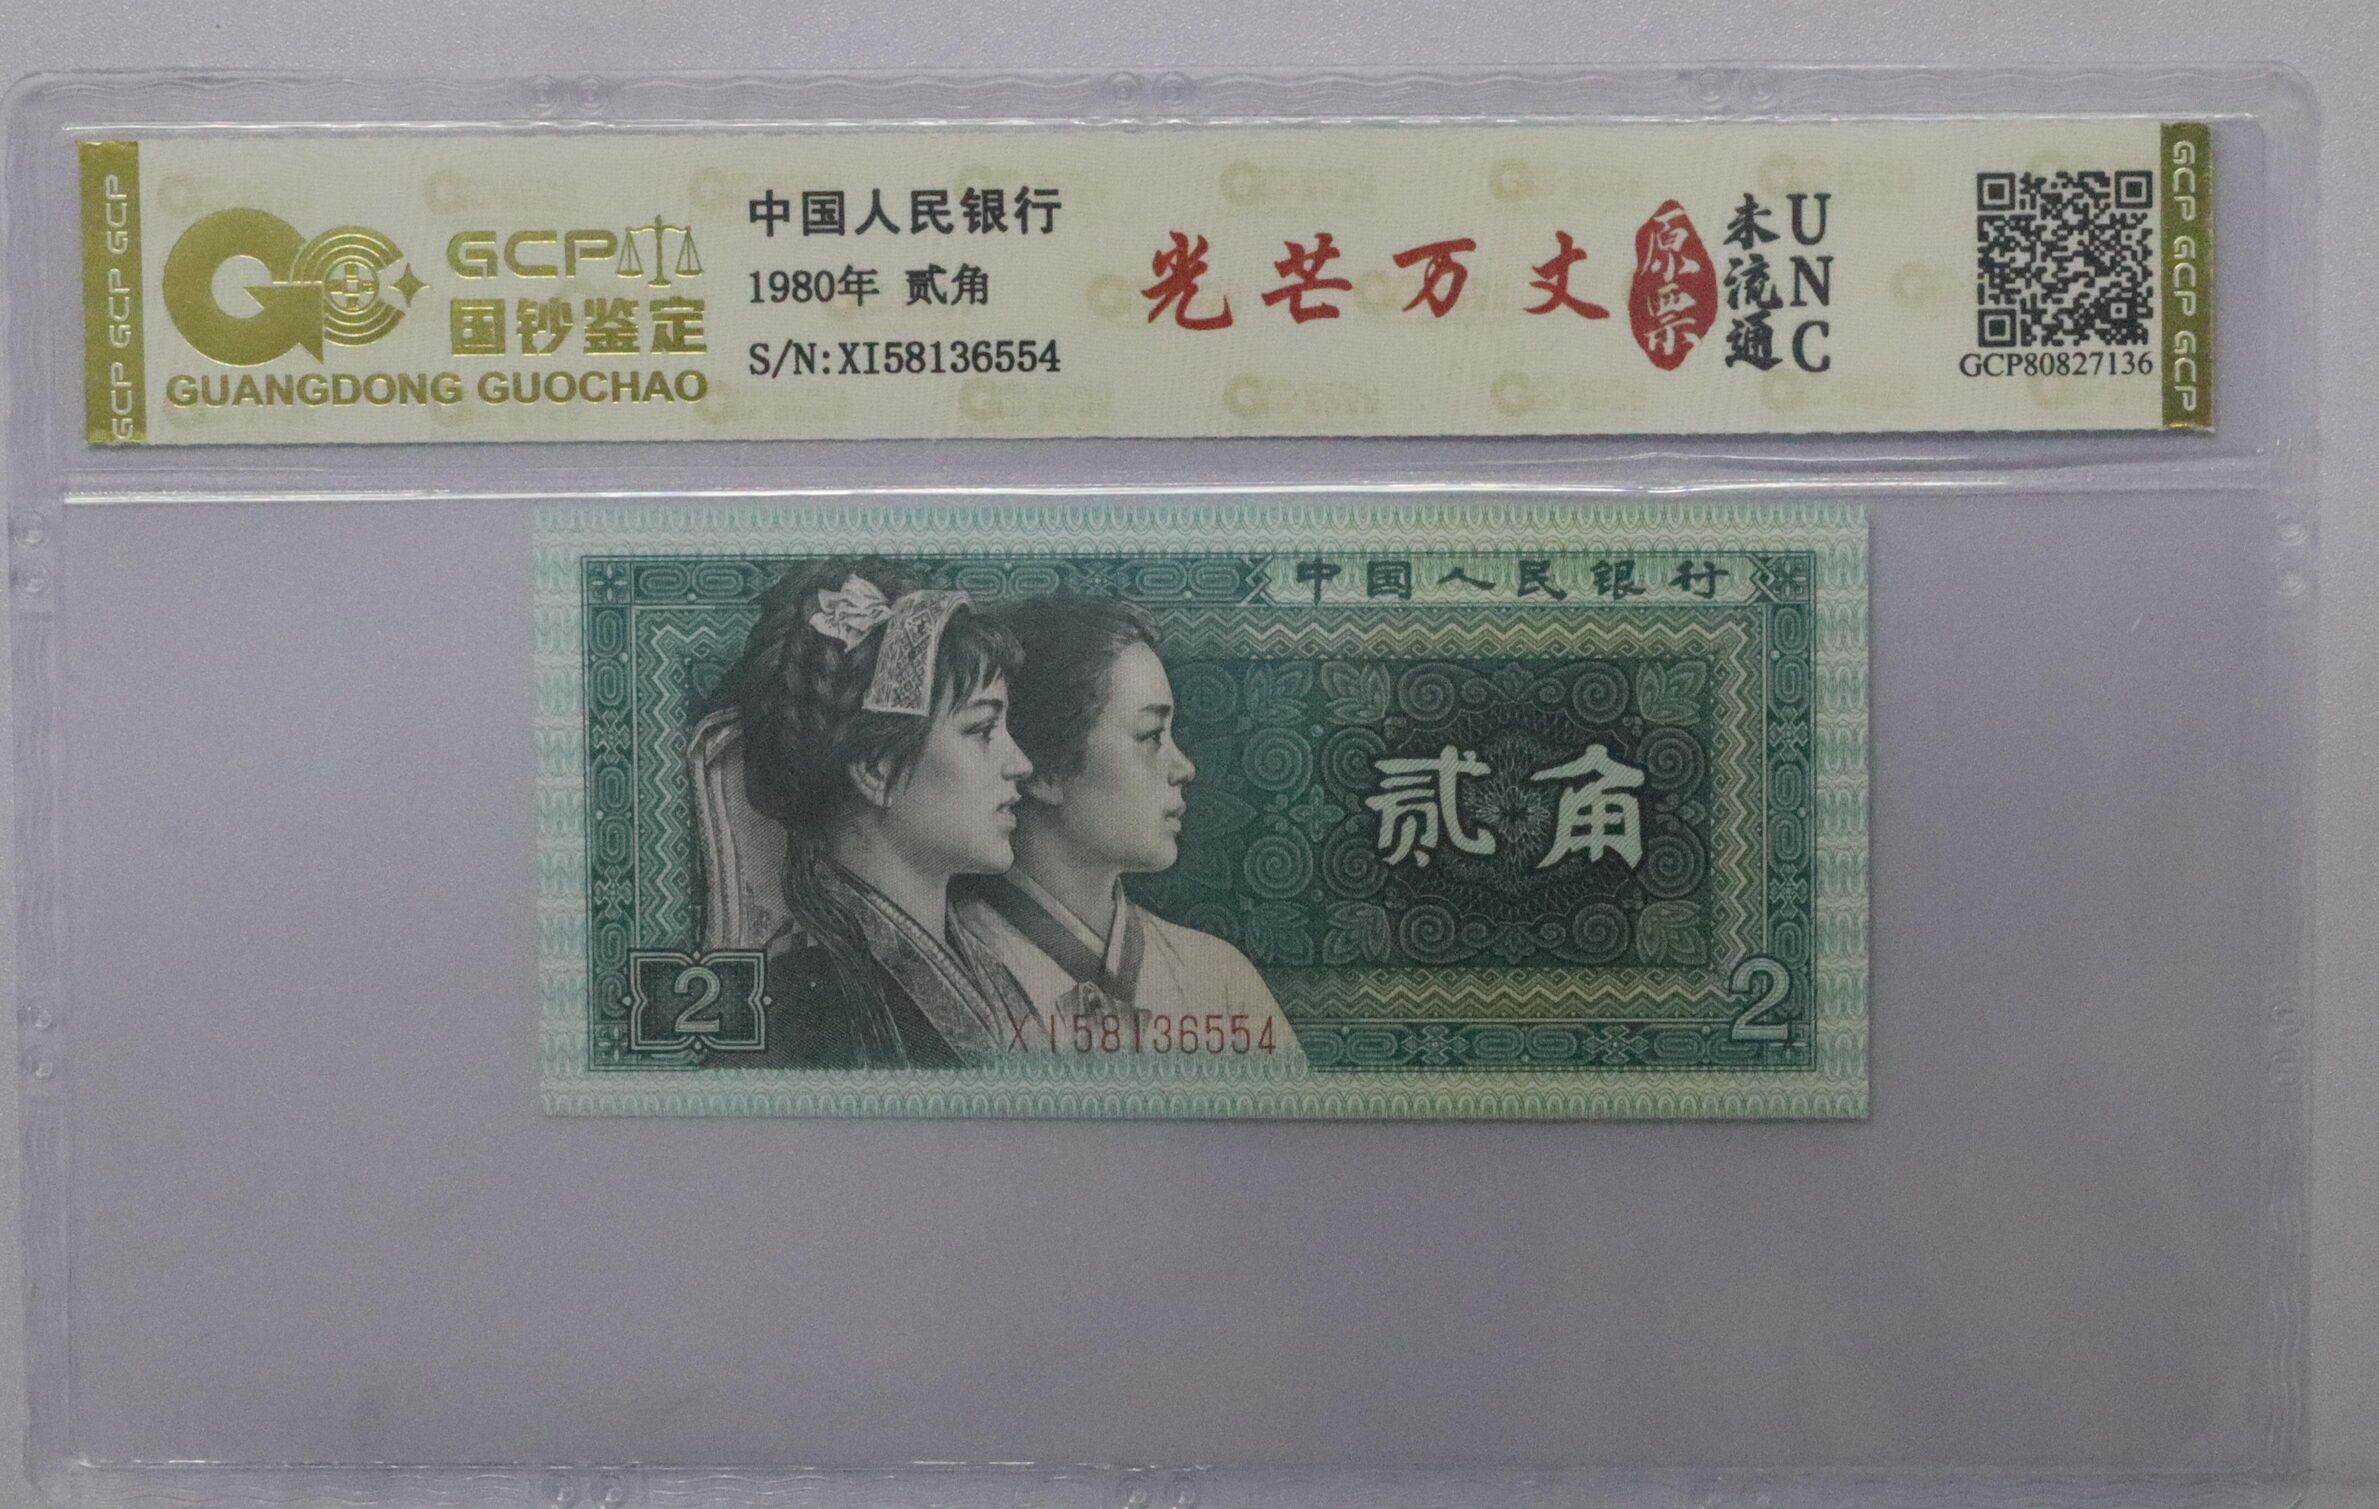 GCP GCP GCP
GCP
国钞鉴定
GUANGDONG GUOCHAO
中国人民银行
1980年 贰角
S/N:XI58136554
光芒万丈
原票
未流通
UNC
GCP80827136
GCP GCP GCP
中国人民银行
贰角
2
XI58136554
2